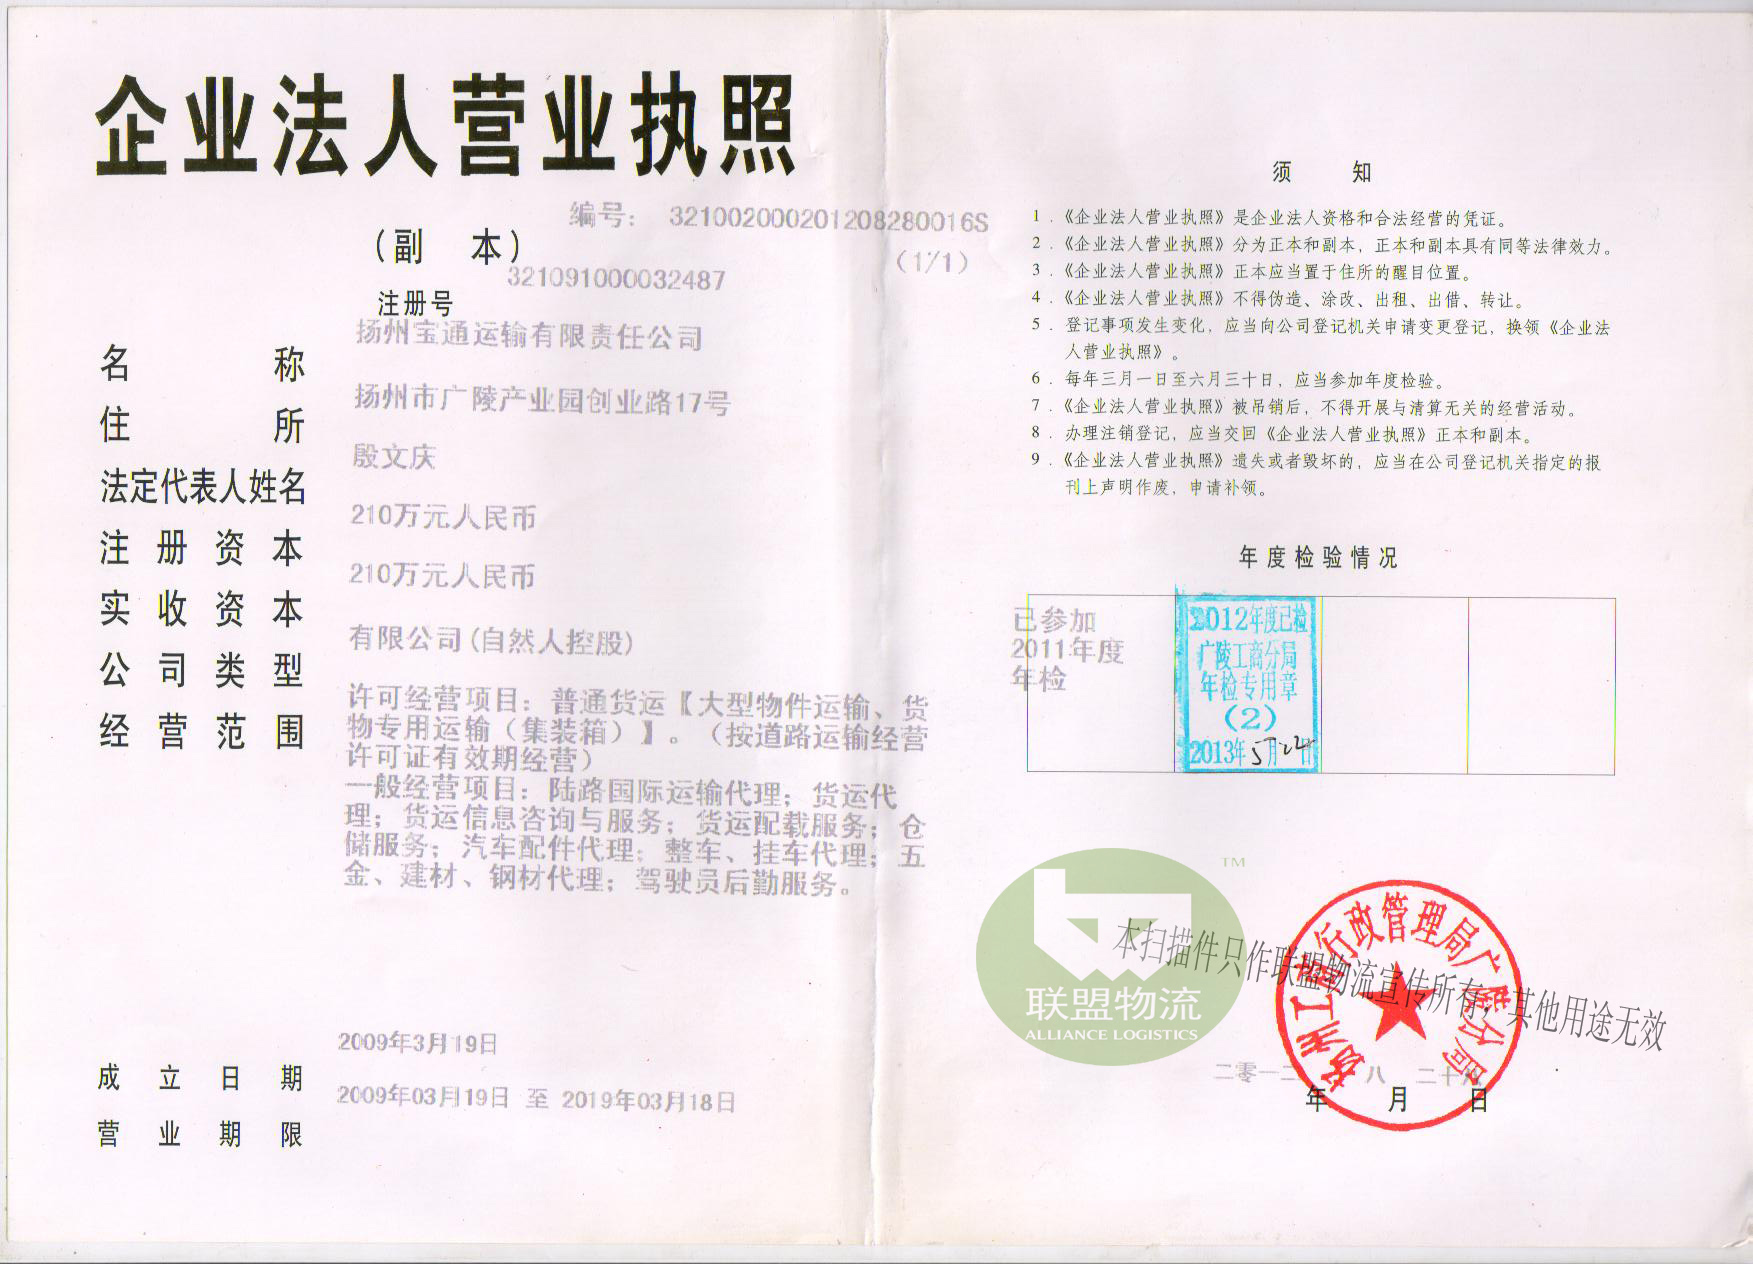 企业法人营业执照
编号： 321002000201208280016S
（副 本）
（1/1）
321091000032487
注册号
扬州宝通运输有限责任公司
名 称
扬州市广陵产业园创业路17号
住 所
殷文庆
法定代表人姓名
210万元人民币
注 册 资 本
210万元人民币
实 收 资 本
有限公司(自然人控股)
公 司 类 型
许可经营项目：普通货运【大型物件运输、货
物专用运输（集装箱）】。（按道路运输经营
许可证有效期经营）
一般经营项目：陆路国际运输代理；货运代
理；货运信息咨询与服务；货运配载服务；仓
储服务；汽车配件代理；整车、挂车代理；五
金、建材、钢材代理；驾驶员后勤服务。
经 营 范 围
2009年3月19日
成 立 日 期
2009年03月19日 至 2019年03月18日
营 业 期 限
须 知
1．《企业法人营业执照》是企业法人资格和合法经营的凭证。
2．《企业法人营业执照》分为正本和副本，正本和副本具有同等法律效力。
3．《企业法人营业执照》正本应当置于住所的醒目位置。
4．《企业法人营业执照》不得伪造、涂改、出租、出借、转让。
5．登记事项发生变化，应当向公司登记机关申请变更登记，换领《企业法
人营业执照》。
6．每年三月一日至六月三十日，应当参加年度检验。
7．《企业法人营业执照》被吊销后，不得开展与清算无关的经营活动。
8．办理注销登记，应当交回《企业法人营业执照》正本和副本。
9．《企业法人营业执照》遗失或者毁坏的，应当在公司登记机关指定的报
刊上声明作废，申请补领。
年度检验情况
已参加
2011年度
年检
2012年度已检
广陵工商分局
年检专用章
（2）
2013年5月22日
TM
联盟物流
ALLIANCE LOGISTICS
本扫描件只作联盟物流宣传所有，其他用途无效
工商行政管理局广陵分局
二零一二 八 二十八
年 月 日